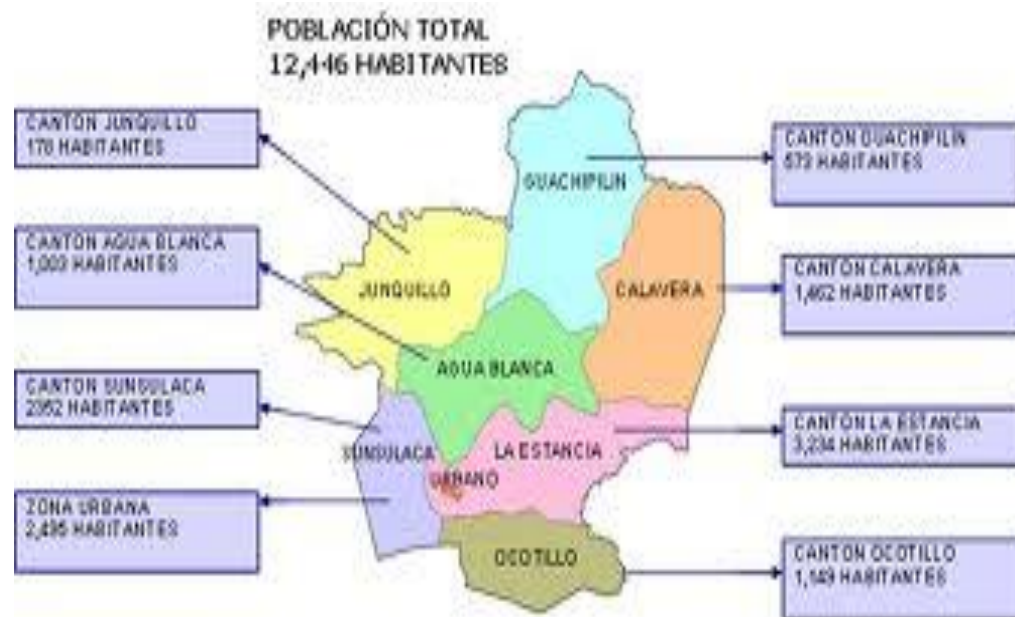 POBLACIÓN TOTAL
12,446 HABITANTES
CANTON JUNQUILLO
178 HABITANTES
CANTON AGUA BLANCA
1,003 HABITANTES
CANTON SUNSULACA
2352 HABITANTES
ZONA URBANA
2,495 HABITANTES
GUACHIPILIN
JUNQUILLO
CALAVERA
AGUA BLANCA
SUNSULACA
LA ESTANCIA
URBANO
OCOTILLO
CANTON GUACHIPILIN
573 HABITANTES
CANTON CALAVERA
1,462 HABITANTES
CANTON LA ESTANCIA
3,234 HABITANTES
CANTON OCOTILLO
1,149 HABITANTES